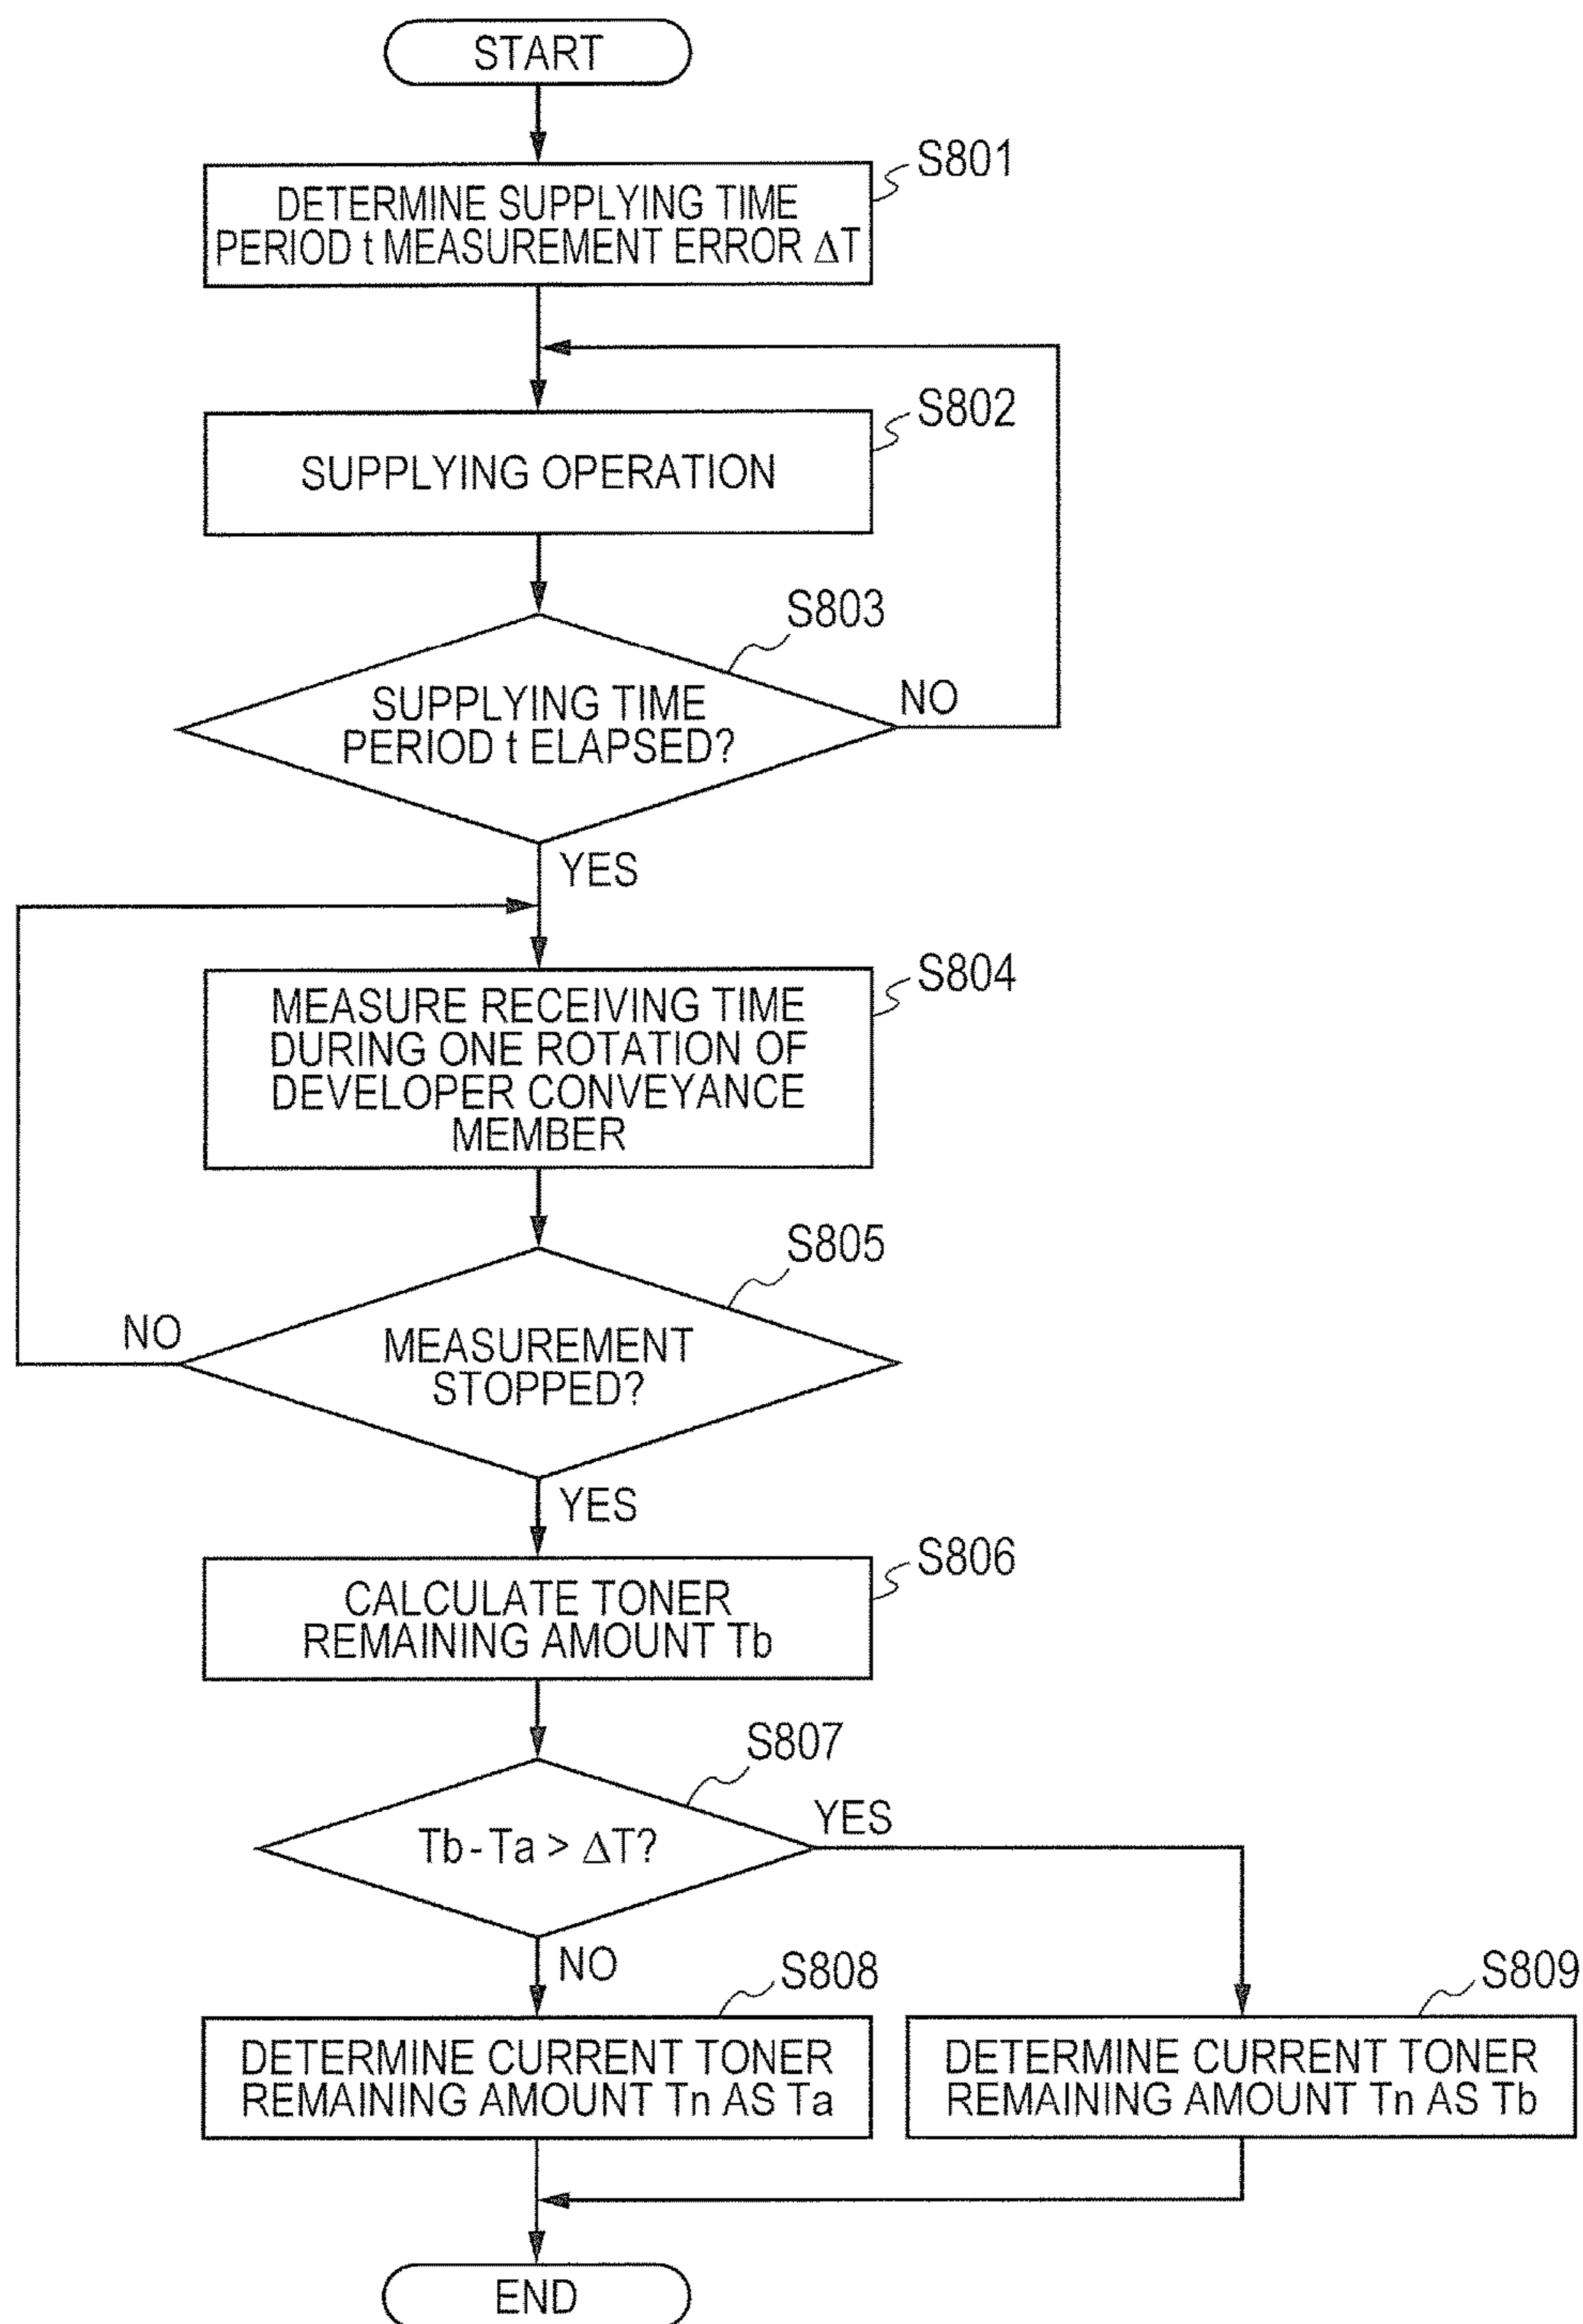 START
S801
DETERMINE SUPPLYING TIME
PERIOD t MEASUREMENT ERROR ΔT
S802
SUPPLYING OPERATION
S803
SUPPLYING TIME
PERIOD t ELAPSED?
NO
YES
S804
MEASURE RECEIVING TIME
DURING ONE ROTATION OF
DEVELOPER CONVEYANCE
MEMBER
S805
MEASUREMENT
STOPPED?
NO
YES
S806
CALCULATE TONER
REMAINING AMOUNT Tb
S807
Tb - Ta > ΔT?
YES
NO
S808
DETERMINE CURRENT TONER
REMAINING AMOUNT Tn AS Ta
S809
DETERMINE CURRENT TONER
REMAINING AMOUNT Tn AS Tb
END